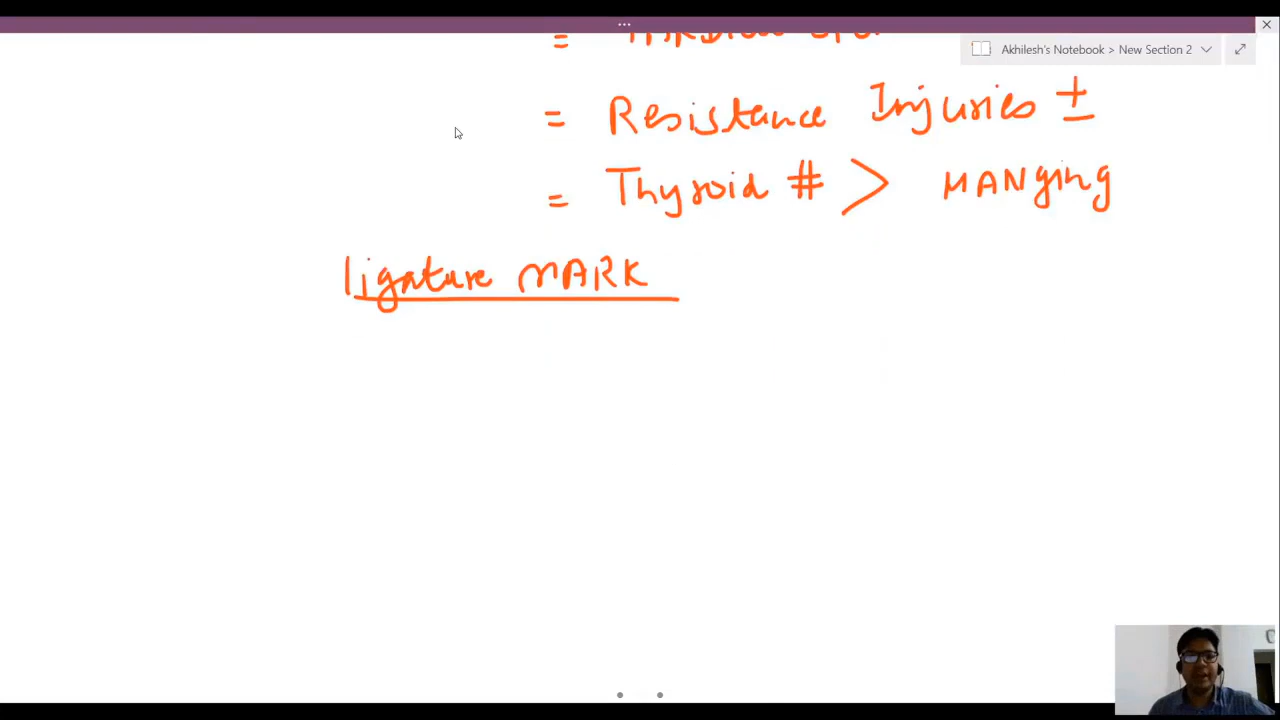 Akhilesh's Notebook > New Section 2
= Resistance Injuries ±
= Thyroid # > HANging
ligature MARK